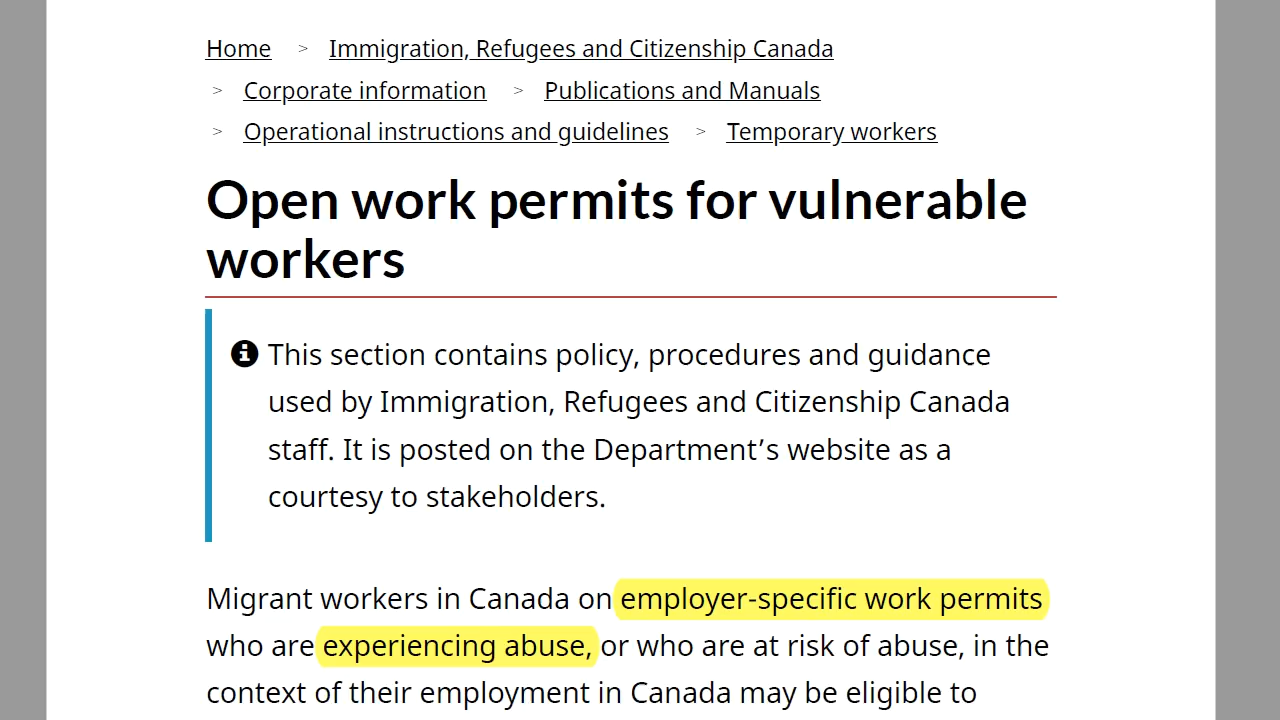 Home > Immigration, Refugees and Citizenship Canada
> Corporate information > Publications and Manuals
> Operational instructions and guidelines > Temporary workers
Open work permits for vulnerable
workers
This section contains policy, procedures and guidance
used by Immigration, Refugees and Citizenship Canada
staff. It is posted on the Department’s website as a
courtesy to stakeholders.
Migrant workers in Canada on employer-specific work permits
who are experiencing abuse, or who are at risk of abuse, in the
context of their employment in Canada may be eligible to